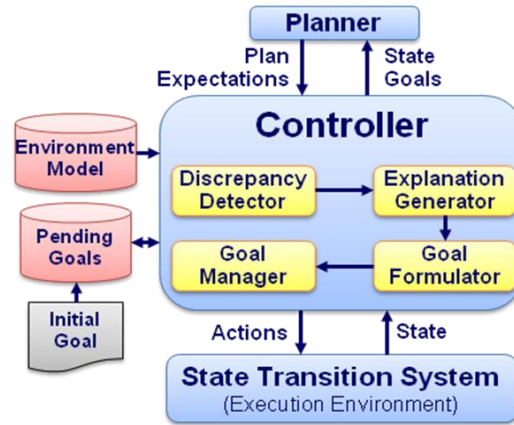 Planner
Plan
Expectations
State
Goals
Controller
Environment
Model
Discrepancy
Detector
Explanation
Generator
Pending
Goals
Goal
Manager
Goal
Formulator
Initial
Goal
Actions
State
State Transition System
(Execution Environment)